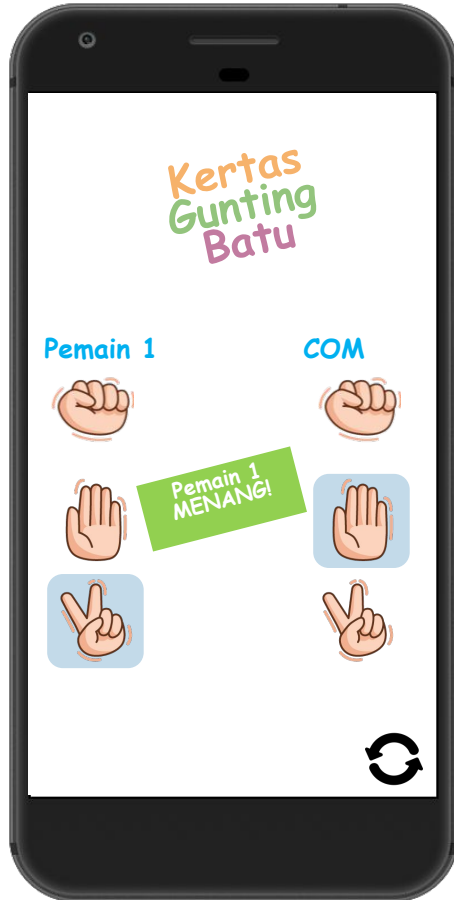 Kertas
Gunting
Batu
Pemain 1
COM
Pemain 1
MENANG!